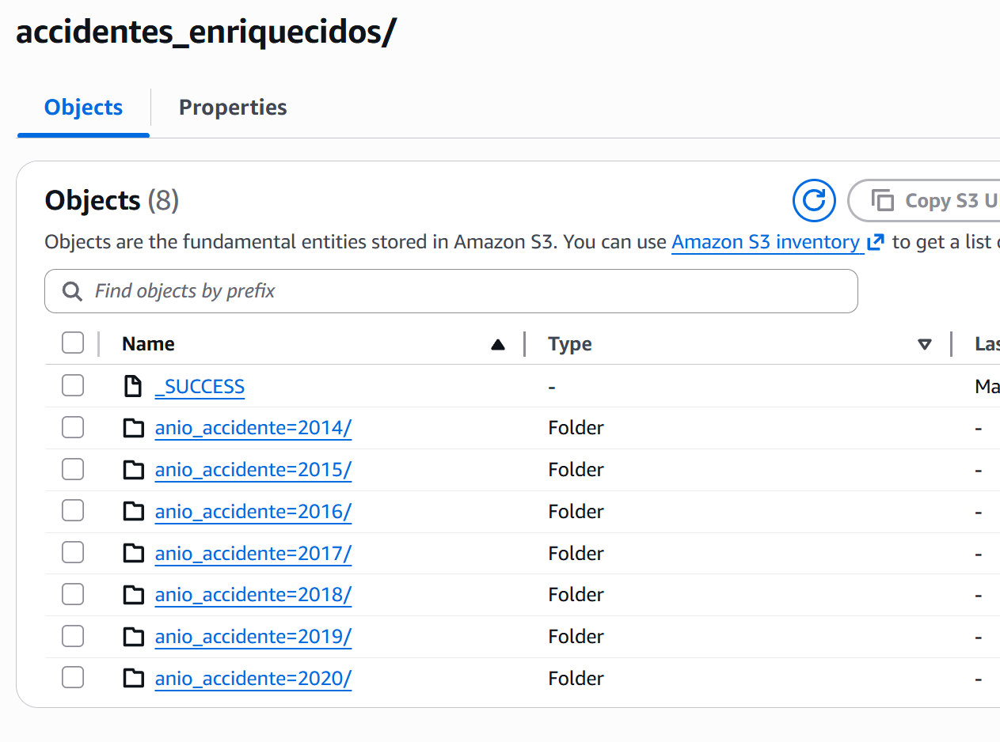 accidentes_enriquecidos/
Objects Properties
Objects (8) Copy S3
Objects are the fundamental entities stored in Amazon S3. You can use Amazon S3 inventory to get a list
Find objects by prefix
Name Type
_SUCCESS -
anio_accidente=2014/ Folder -
anio_accidente=2015/ Folder -
anio_accidente=2016/ Folder -
anio_accidente=2017/ Folder -
anio_accidente=2018/ Folder -
anio_accidente=2019/ Folder -
anio_accidente=2020/ Folder -